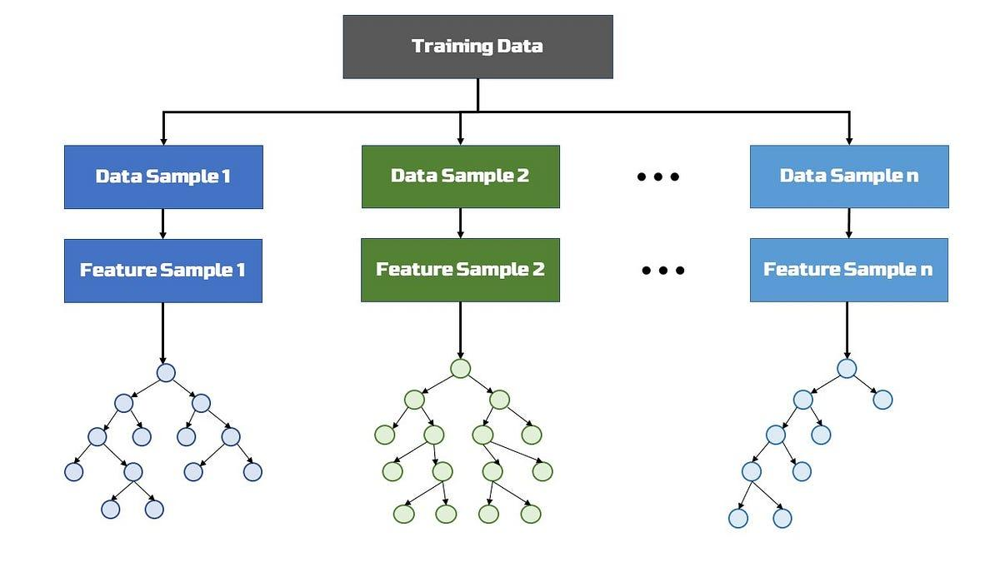 Training Data
Data Sample 1
Data Sample 2
Data Sample n
Feature Sample 1
Feature Sample 2
Feature Sample n